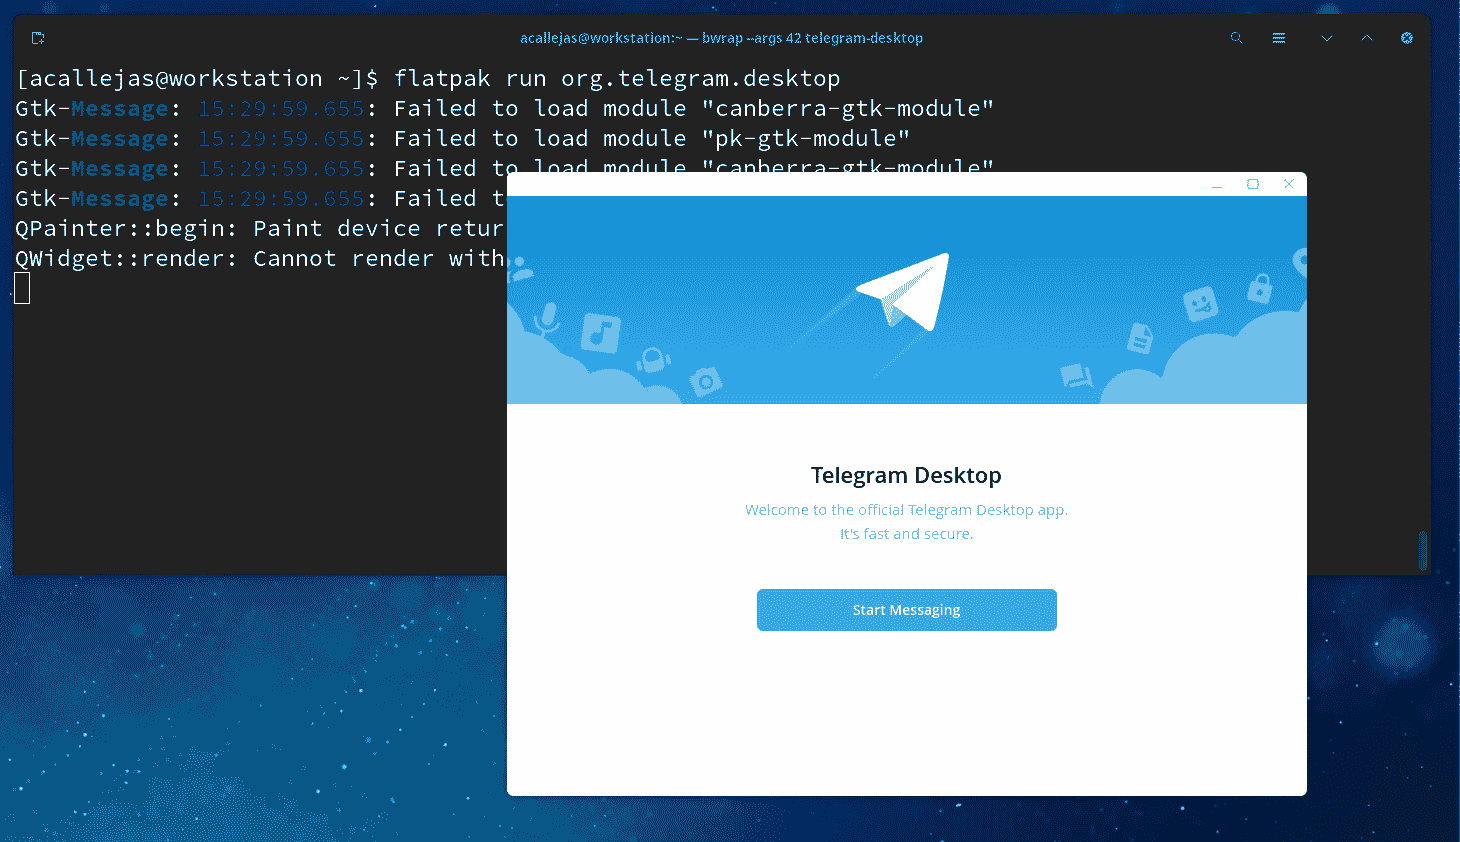 acallejas@workstation:~ — bwrap --args 42 telegram-desktop
[acallejas@workstation ~]$ flatpak run org.telegram.desktop
Gtk-Message: 15:29:59.655: Failed to load module "canberra-gtk-module"
Gtk-Message: 15:29:59.655: Failed to load module "pk-gtk-module"
Gtk-Message: 15:29:59.655: Failed to load module "canberra-gtk-module"
Gtk-Message: 15:29:59.655: Failed t
QPainter::begin: Paint device retur
QWidget::render: Cannot render with
Telegram Desktop
Welcome to the official Telegram Desktop app.
It's fast and secure.
Start Messaging